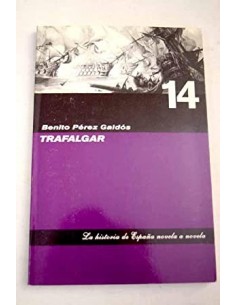 14
Benito Pérez Galdós
TRAFALGAR
La historia de España novela a novela